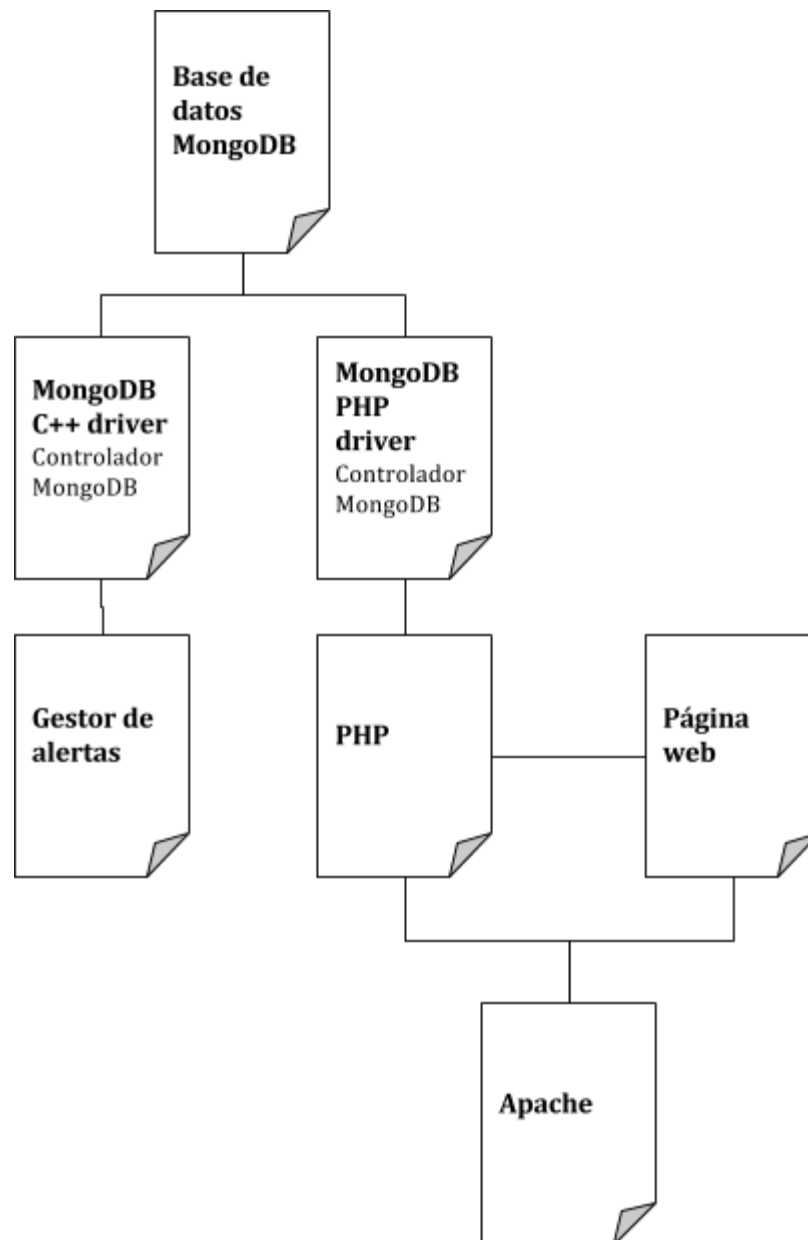 Base de
datos
MongoDB
MongoDB
C++ driver
Controlador
MongoDB
MongoDB
PHP
driver
Controlador
MongoDB
Gestor de
alertas
PHP
Página
web
Apache